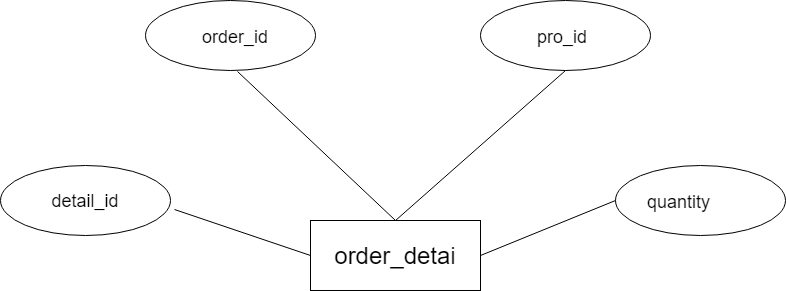 order_id
pro_id
detail_id
quantity
order_detai